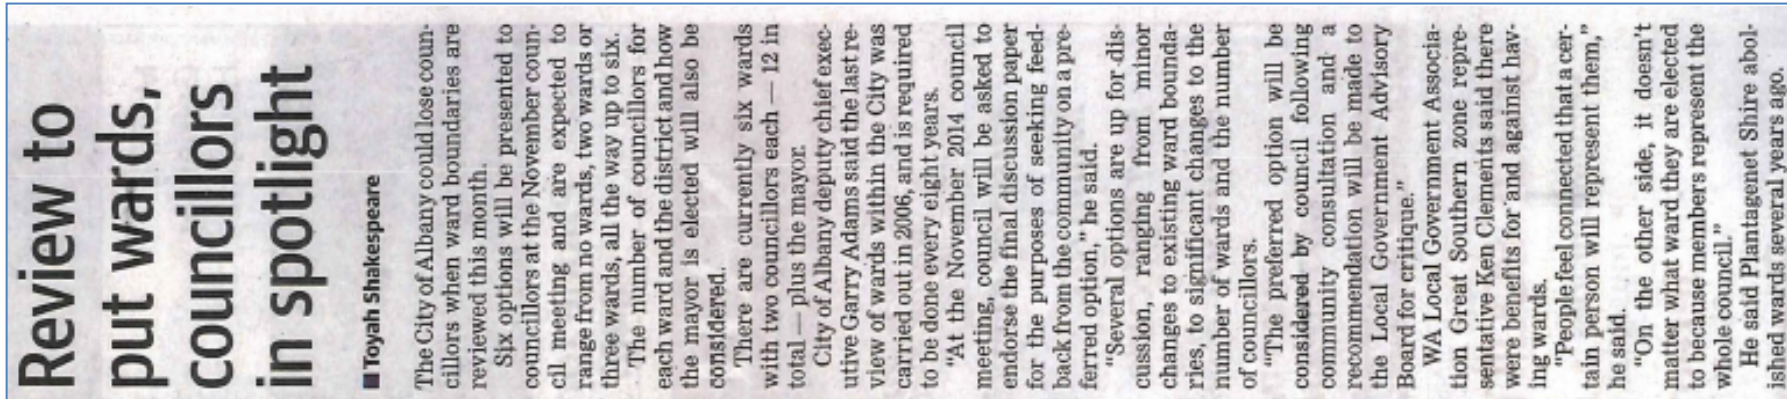 Review to
put wards,
councillors
in spotlight
■ Toyah Shakespeare
The City of Albany could lose coun-
cillors when ward boundaries are
reviewed this month.
Six options will be presented to
councillors at the November coun-
cil meeting and are expected to
range from no wards, two wards or
three wards, all the way up to six.
The number of councillors for
each ward and the district and how
the mayor is elected will also be
considered.
There are currently six wards
with two councillors each — 12 in
total — plus the mayor.
City of Albany deputy chief exec-
utive Garry Adams said the last re-
view of wards within the City was
carried out in 2006, and is required
to be done every eight years.
"At the November 2014 council
meeting, council will be asked to
endorse the final discussion paper
for the purposes of seeking feed-
back from the community on a pre-
ferred option," he said.
"Several options are up for dis-
cussion, ranging from minor
changes to existing ward bounda-
ries, to significant changes to the
number of wards and the number
of councillors.
"The preferred option will be
considered by council following
community consultation and a
recommendation will be made to
the Local Government Advisory
Board for critique."
WA Local Government Associa-
tion Great Southern zone repre-
sentative Ken Clements said there
were benefits for and against hav-
ing wards.
"People feel connected that a cer-
tain person will represent them,"
he said.
"On the other side, it doesn't
matter what ward they are elected
to because members represent the
whole council."
He said Plantagenet Shire abol-
ished wards several years ago.